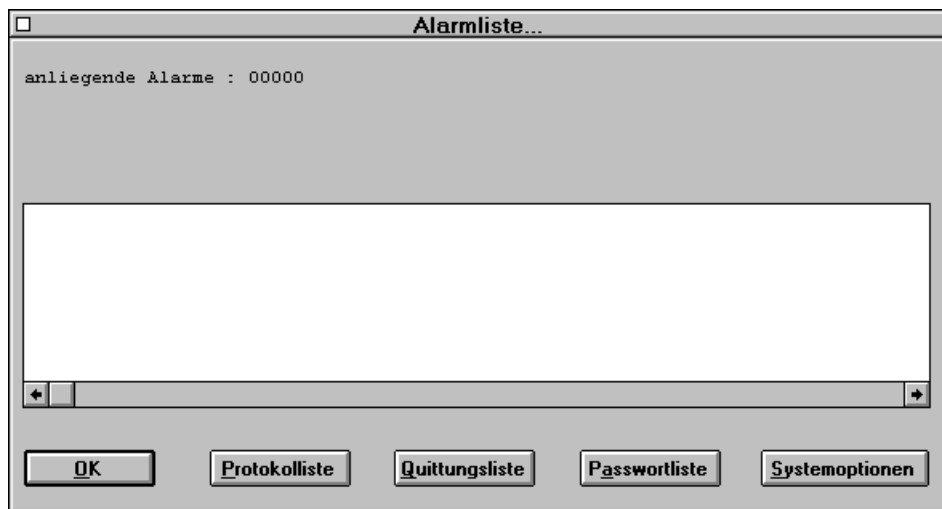 Alarmliste...
anliegende Alarme : 00000
OK Protokolliste Quittungsliste Passwortliste Systemoptionen